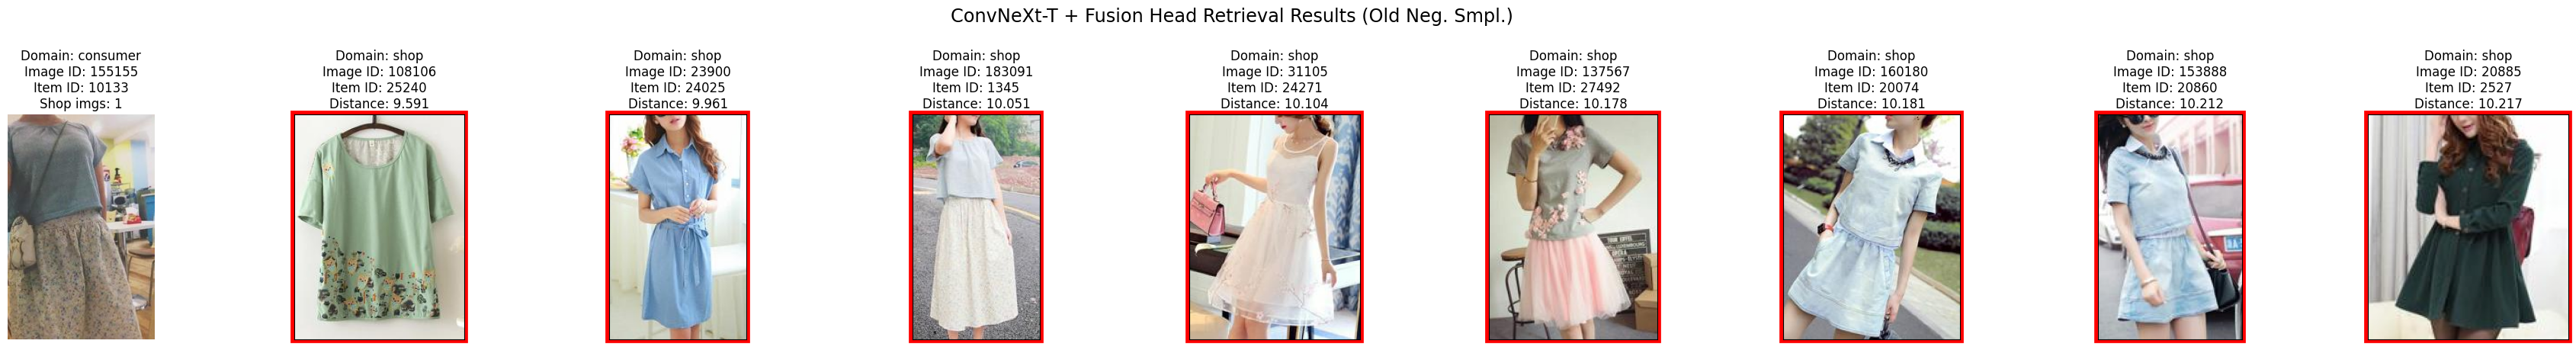 ConvNeXt-T + Fusion Head Retrieval Results (Old Neg. Smpl.)
Domain: consumer
Image ID: 155155
Item ID: 10133
Shop imgs: 1
Domain: shop
Image ID: 108106
Item ID: 25240
Distance: 9.591
Domain: shop
Image ID: 23900
Item ID: 24025
Distance: 9.961
Domain: shop
Image ID: 183091
Item ID: 1345
Distance: 10.051
Domain: shop
Image ID: 31105
Item ID: 24271
Distance: 10.104
Domain: shop
Image ID: 137567
Item ID: 27492
Distance: 10.178
Domain: shop
Image ID: 160180
Item ID: 20074
Distance: 10.181
Domain: shop
Image ID: 153888
Item ID: 20860
Distance: 10.212
Domain: shop
Image ID: 20885
Item ID: 2527
Distance: 10.217